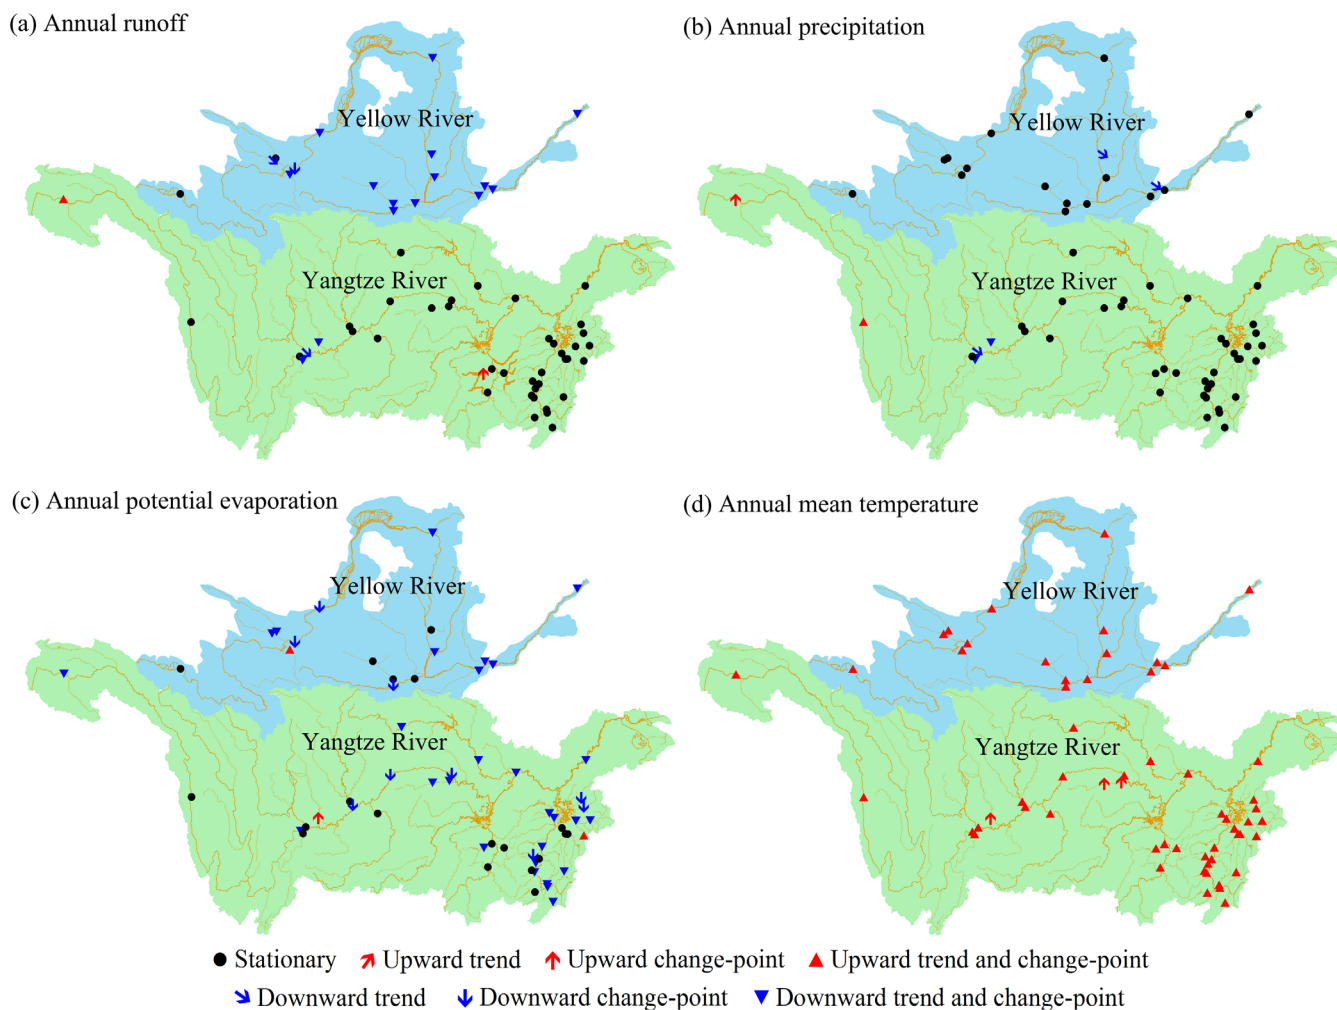 (a) Annual runoff
(b) Annual precipitation
Yellow River
Yellow River
Yangtze River
Yangtze River
(c) Annual potential evaporation
(d) Annual mean temperature
Yellow River
Yellow River
Yangtze River
Yangtze River
Stationary Upward trend Upward change-point Upward trend and change-point
Downward trend Downward change-point Downward trend and change-point